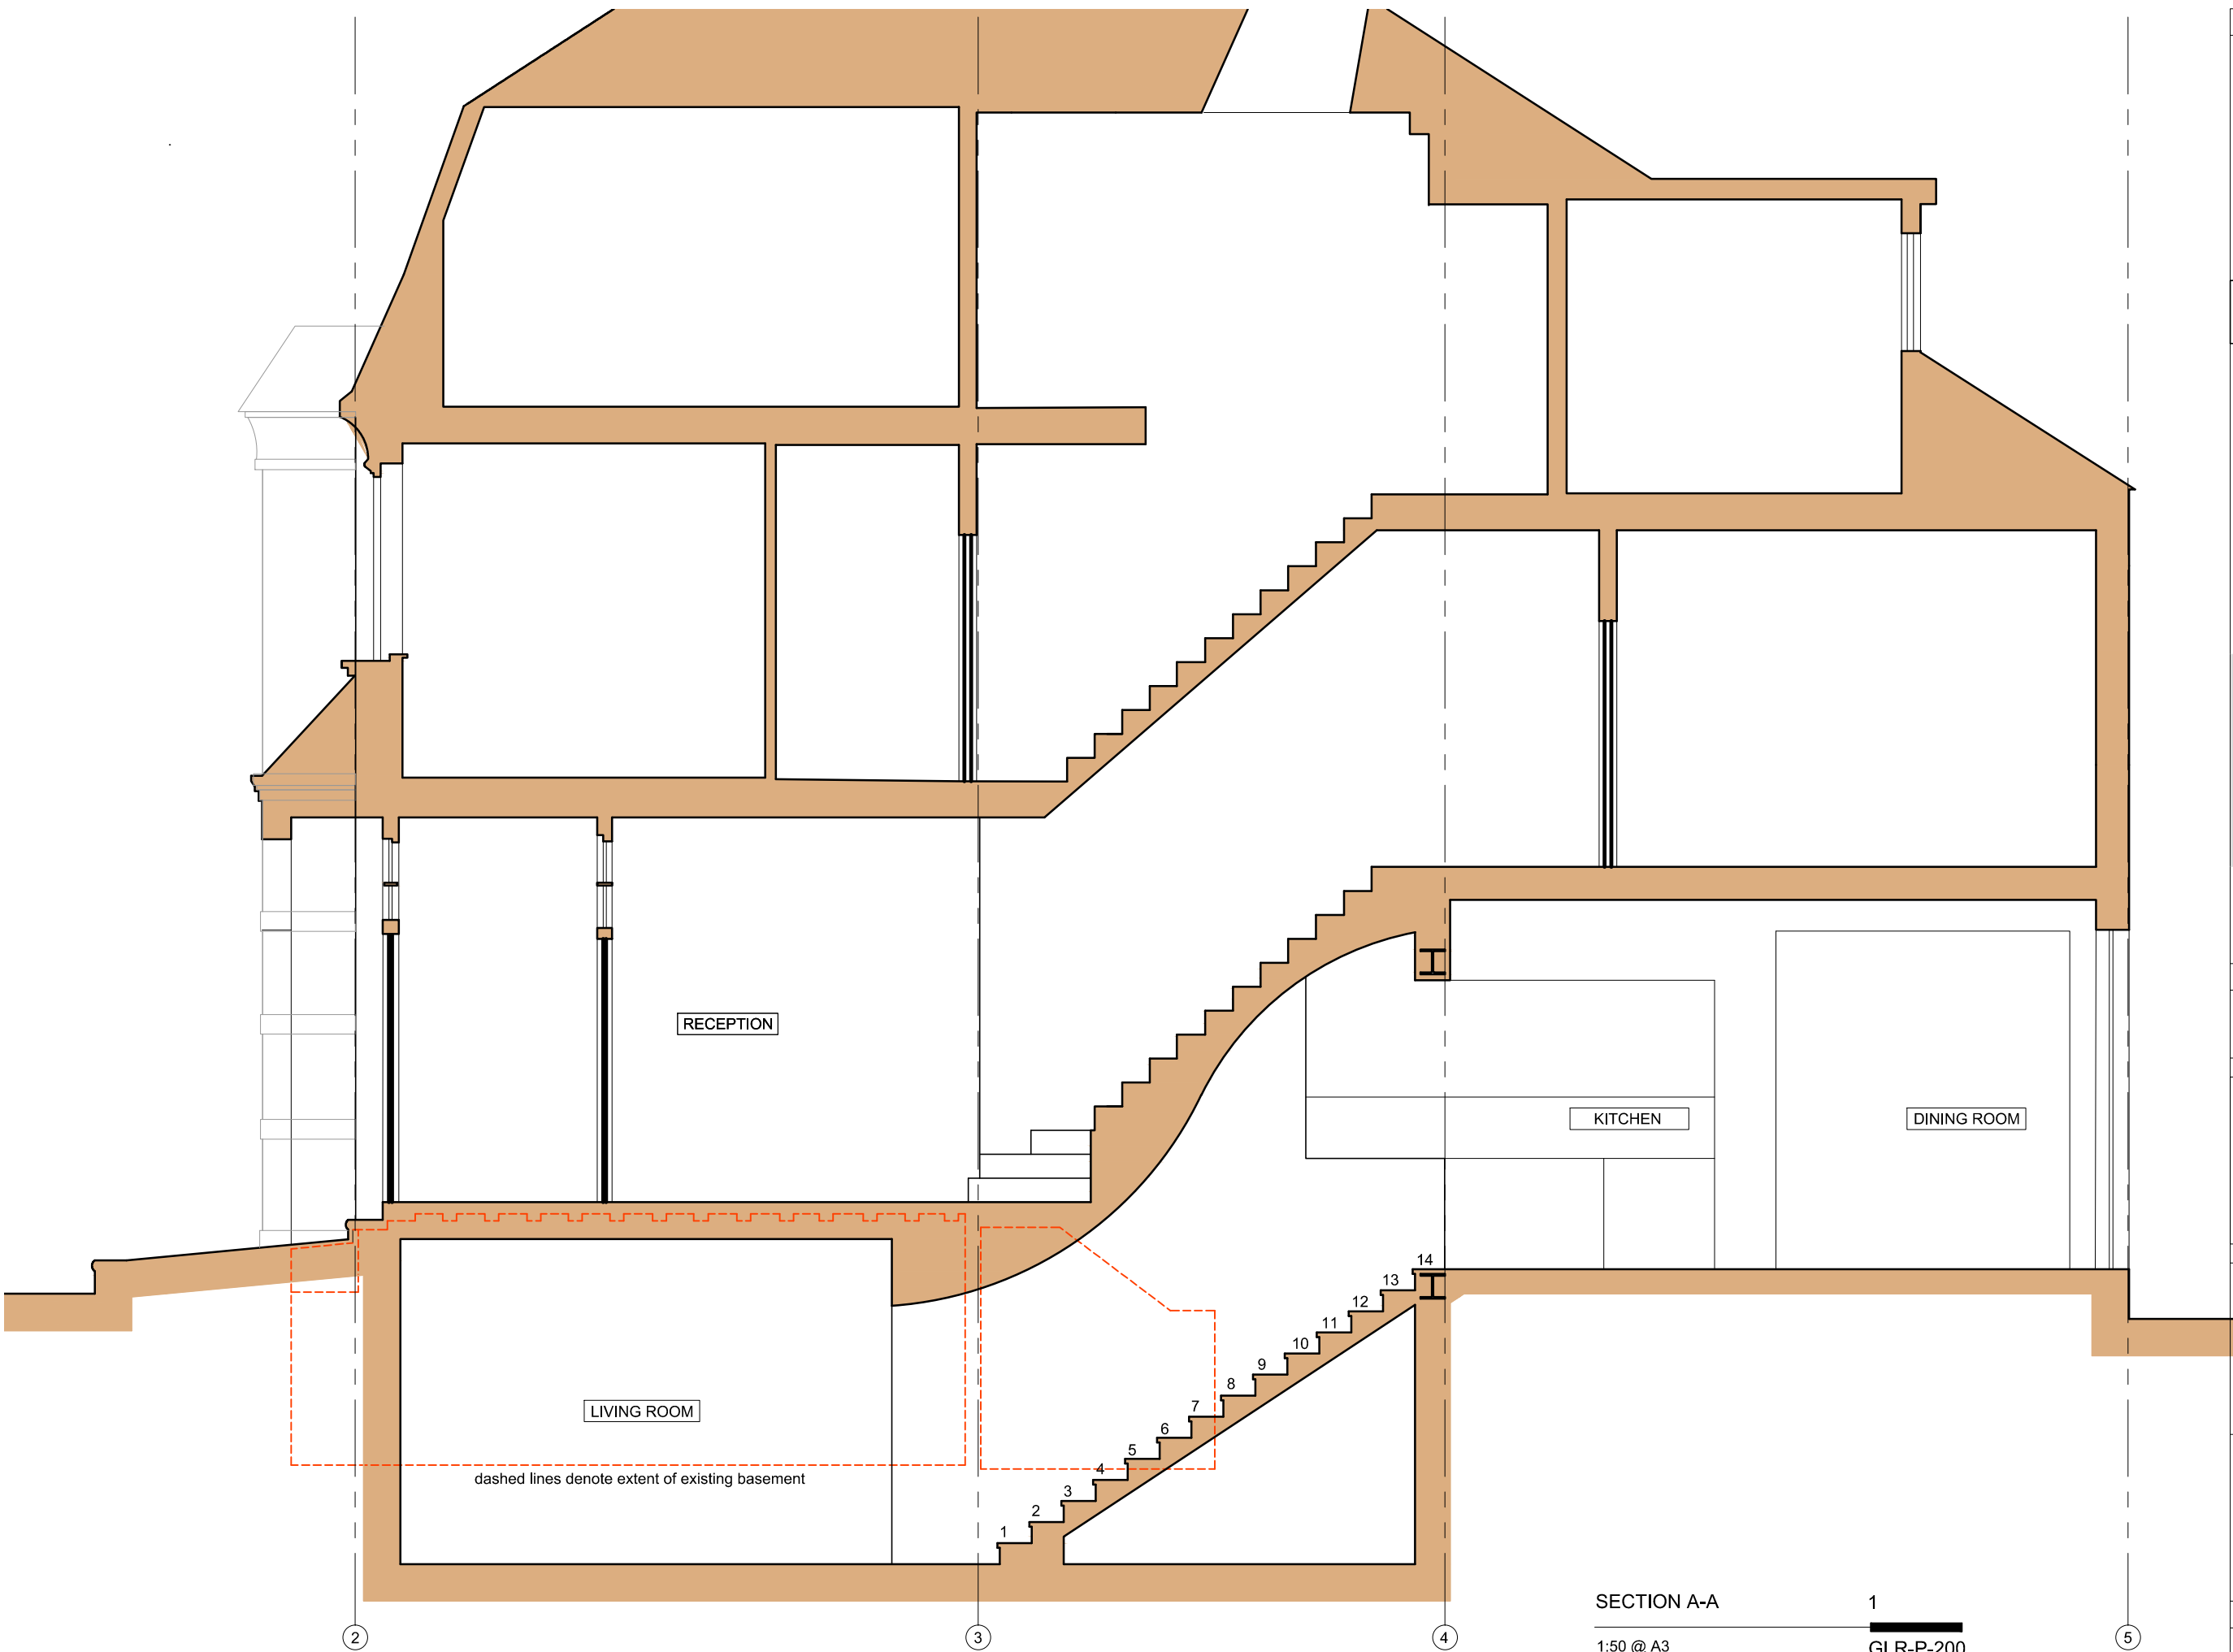 RECEPTION
KITCHEN
DINING ROOM
14
13
12
11
10
9
8
7
6
5
4
3
2
1
LIVING ROOM
dashed lines denote extent of existing basement
SECTION A-A
1
1:50 @ A3
GLR-P-200
2
3
4
5